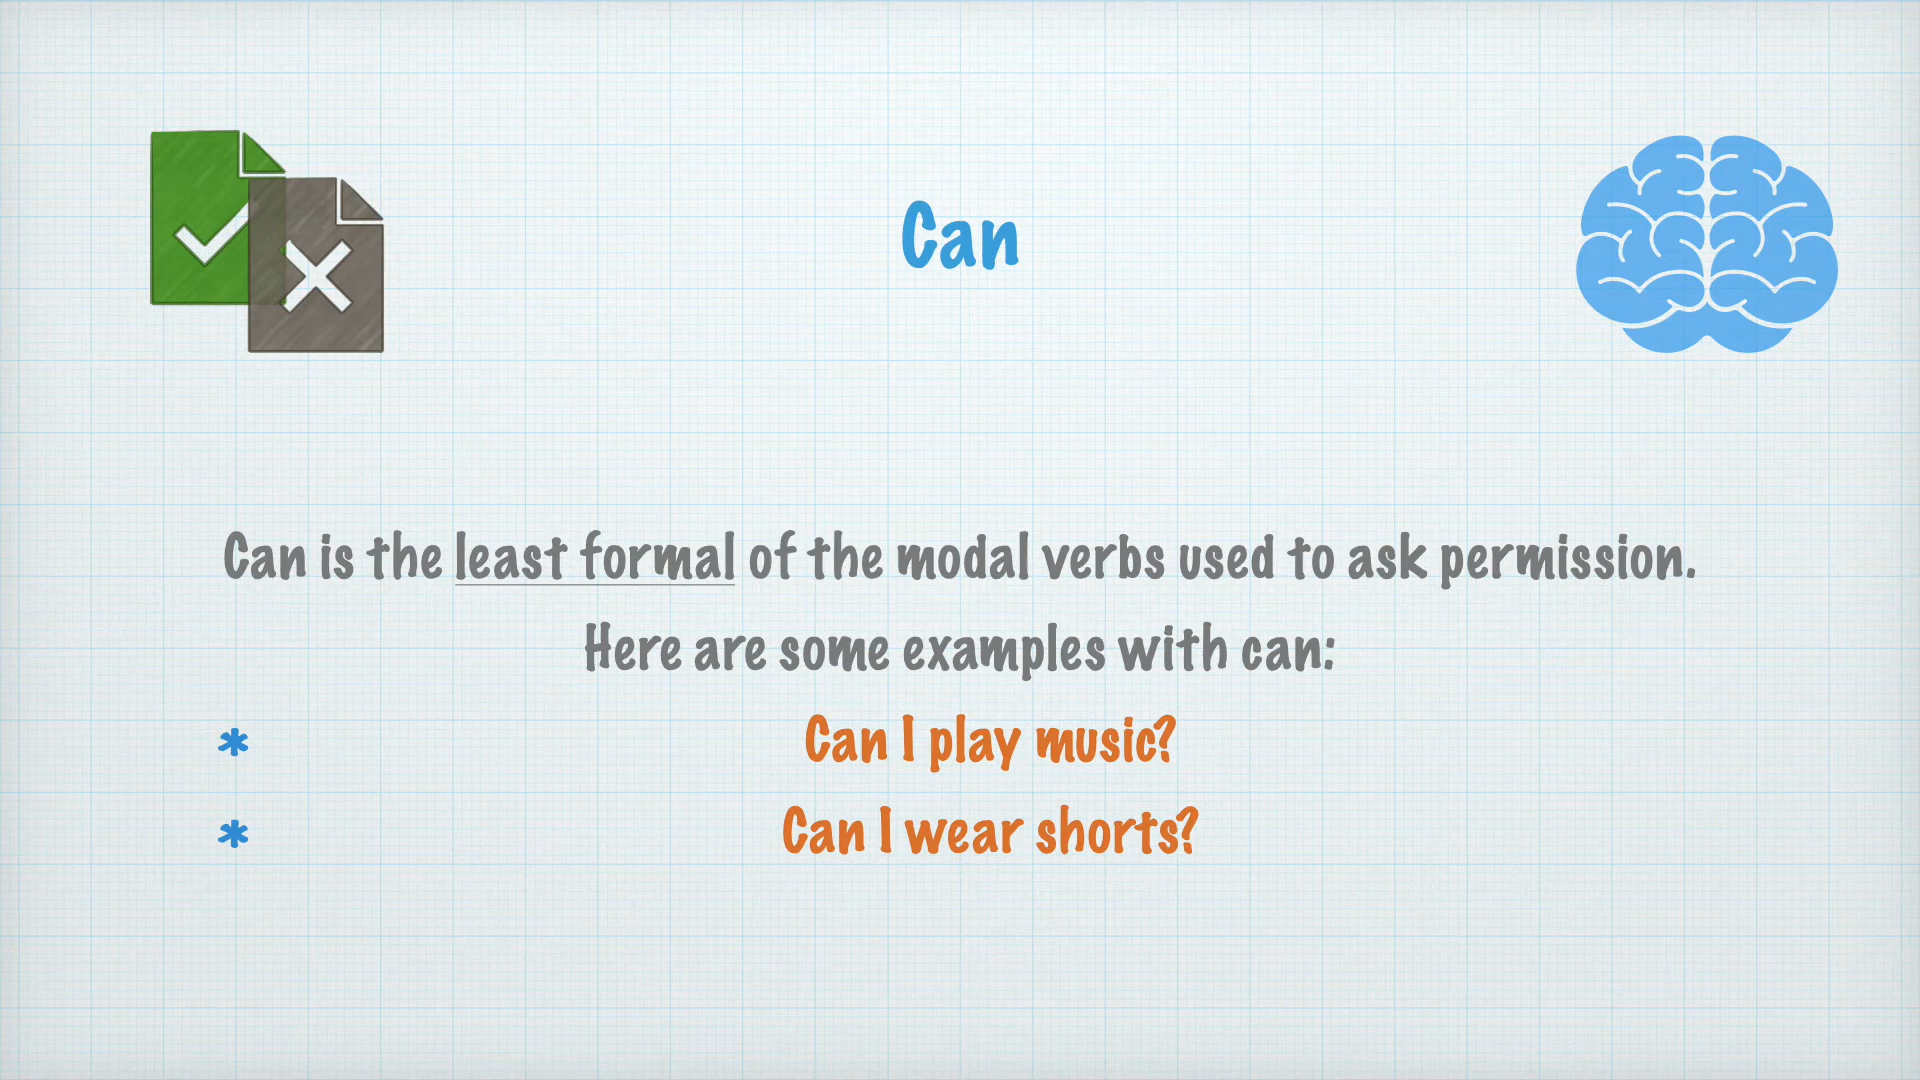 Can
Can is the least formal of the modal verbs used to ask permission.
Here are some examples with can:
* Can I play music?
* Can I wear shorts?